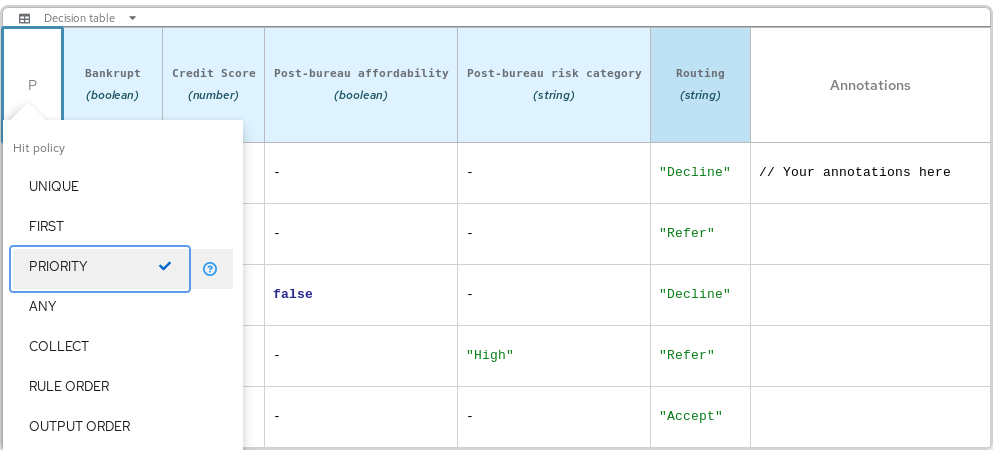 Decision table
P
Bankrupt
(boolean)
Credit Score
(number)
Post-bureau affordability
(boolean)
Post-bureau risk category
(string)
Routing
(string)
Annotations
Hit policy
UNIQUE
FIRST
PRIORITY
ANY
COLLECT
RULE ORDER
OUTPUT ORDER
- - "Decline" // Your annotations here
- - "Refer"
false - "Decline"
- "High" "Refer"
- - "Accept"